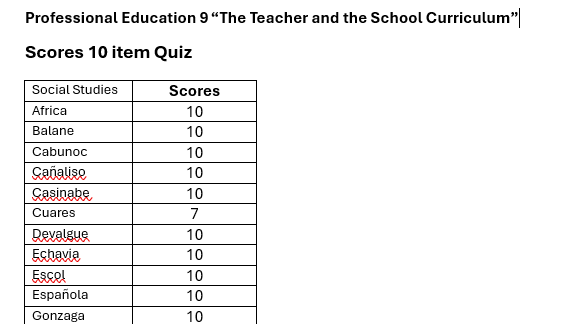 Professional Education 9 “The Teacher and the School Curriculum”
Scores 10 item Quiz
Social Studies Scores
Africa 10
Balane 10
Cabunoc 10
Cañaliso 10
Casinabe 10
Cuares 7
Devalgue 10
Echavia 10
Escol 10
Española 10
Gonzaga 10